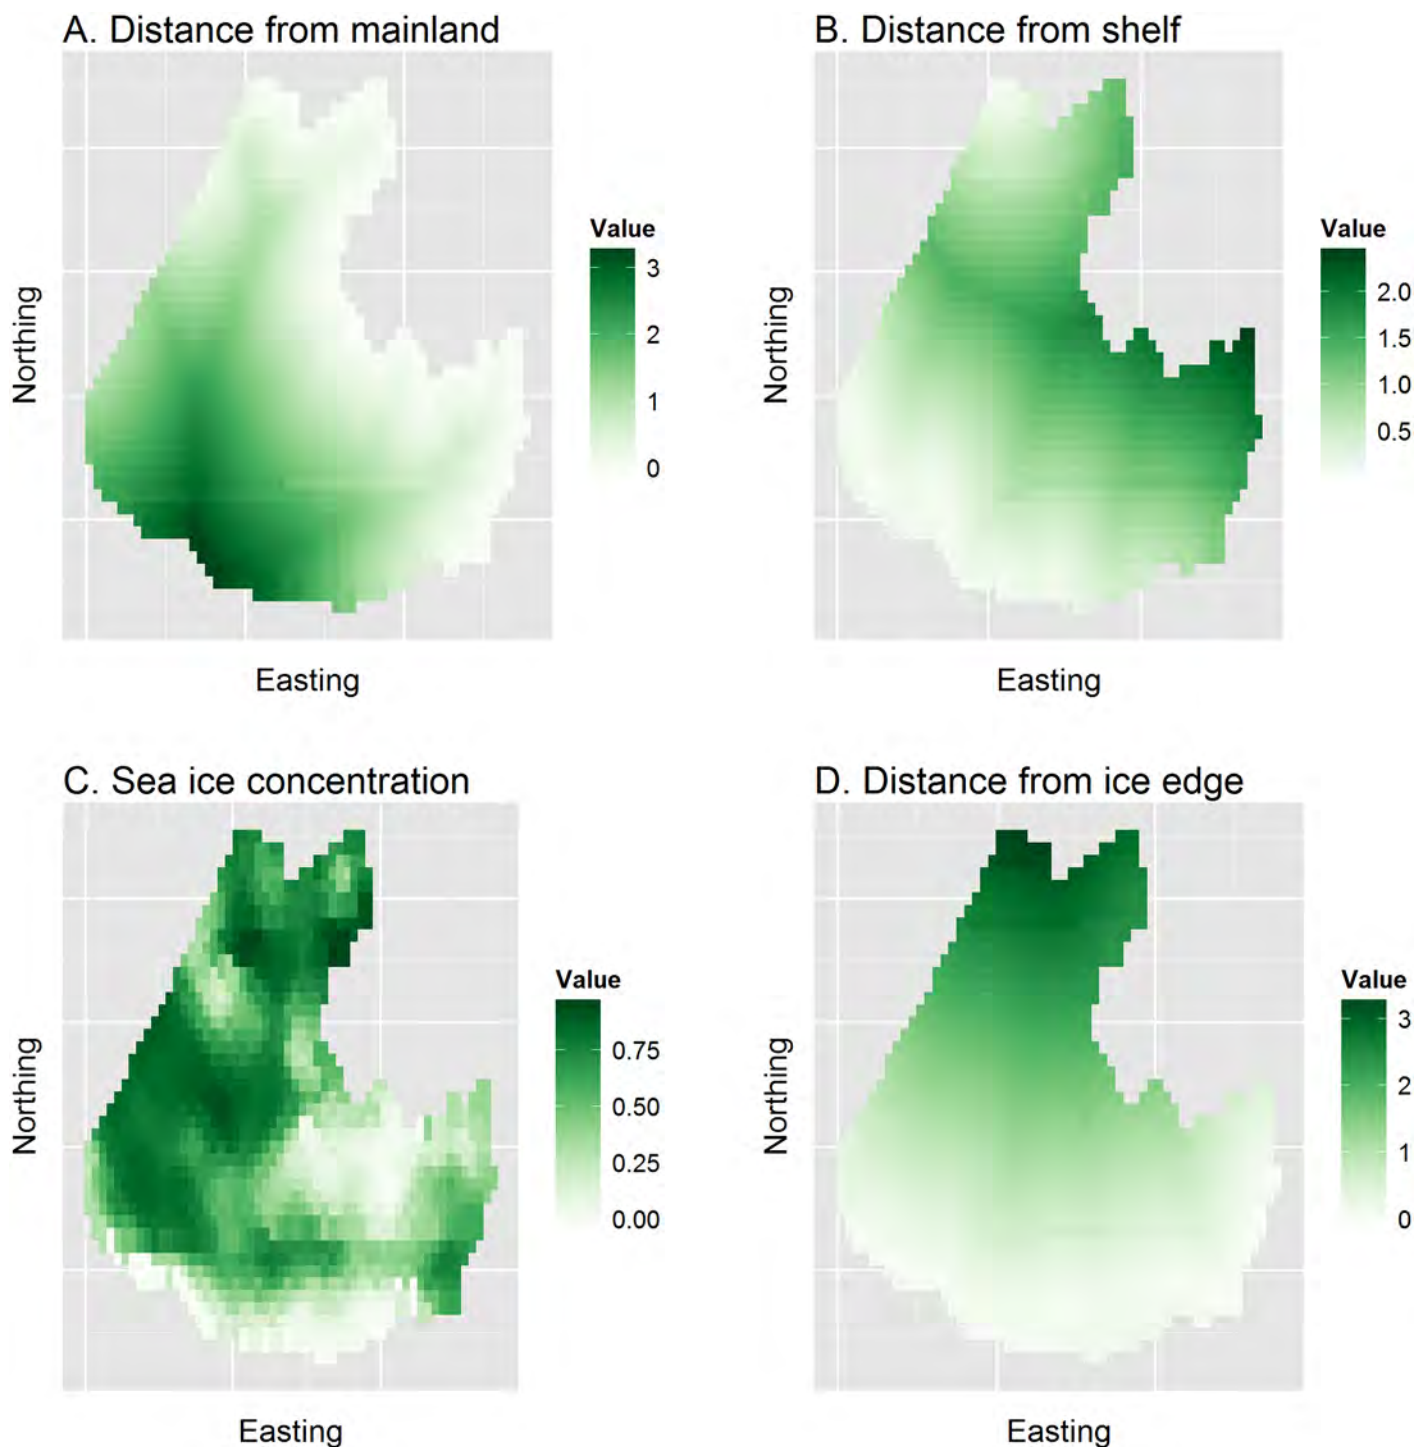 A. Distance from mainland
Northing
Easting
Value
3
2
1
0
B. Distance from shelf
Northing
Easting
Value
2.0
1.5
1.0
0.5
C. Sea ice concentration
Northing
Easting
Value
0.75
0.50
0.25
0.00
D. Distance from ice edge
Northing
Easting
Value
3
2
1
0